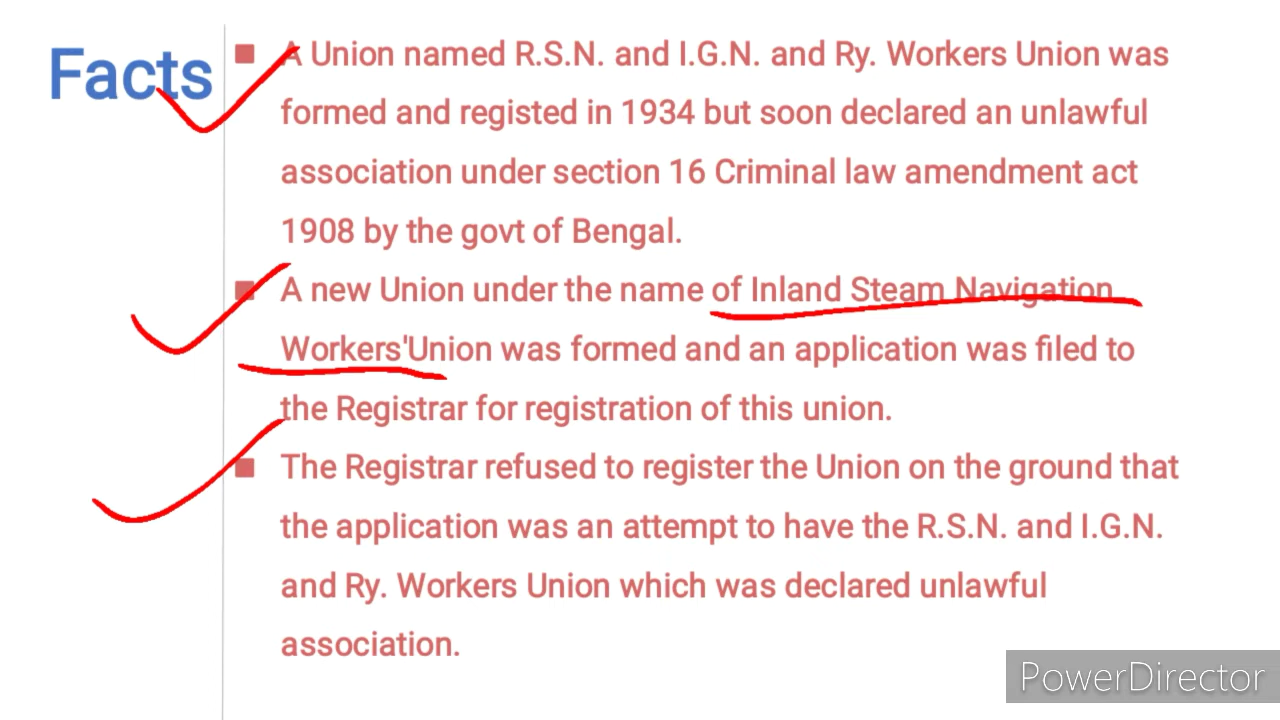 Facts
A Union named R.S.N. and I.G.N. and Ry. Workers Union was
formed and registed in 1934 but soon declared an unlawful
association under section 16 Criminal law amendment act
1908 by the govt of Bengal.
A new Union under the name of Inland Steam Navigation
Workers'Union was formed and an application was filed to
the Registrar for registration of this union.
The Registrar refused to register the Union on the ground that
the application was an attempt to have the R.S.N. and I.G.N.
and Ry. Workers Union which was declared unlawful
association.
PowerDirector